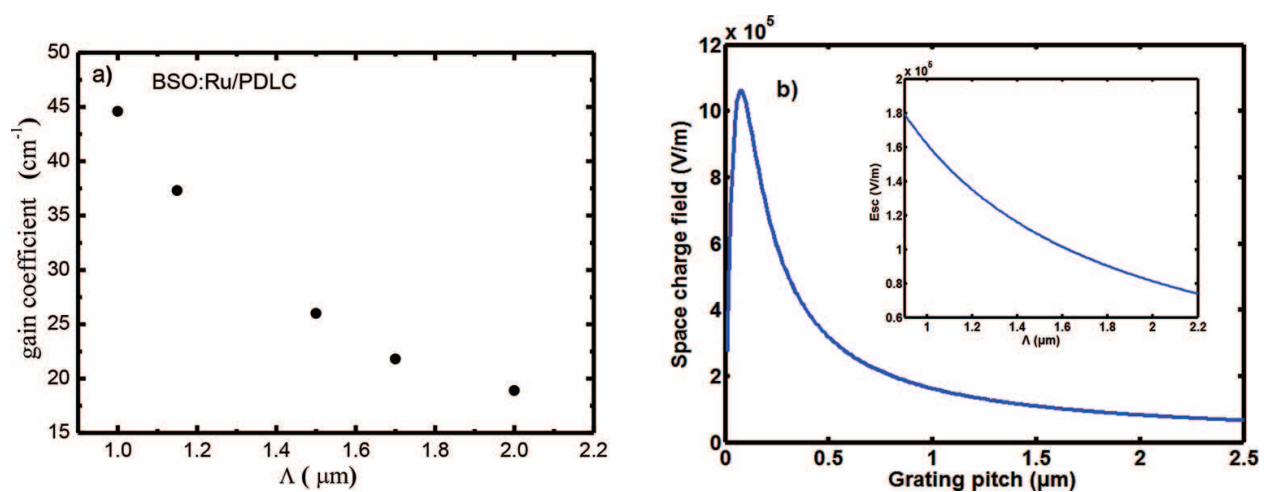 a)
BSO:Ru/PDLC
50
45
40
35
30
25
20
15
gain coefficient (cm⁻¹)
1.0 1.2 1.4 1.6 1.8 2.0 2.2
Λ ( μm)
x 10⁵
12
10
8
6
4
2
0
Space charge field (V/m)
b)
x 10⁵
2
1.8
1.6
1.4
1.2
1
0.8
0.6
Esc (V/m)
1 1.2 1.4 1.6 1.8 2 2.2
Λ (μm)
0 0.5 1 1.5 2 2.5
Grating pitch (μm)